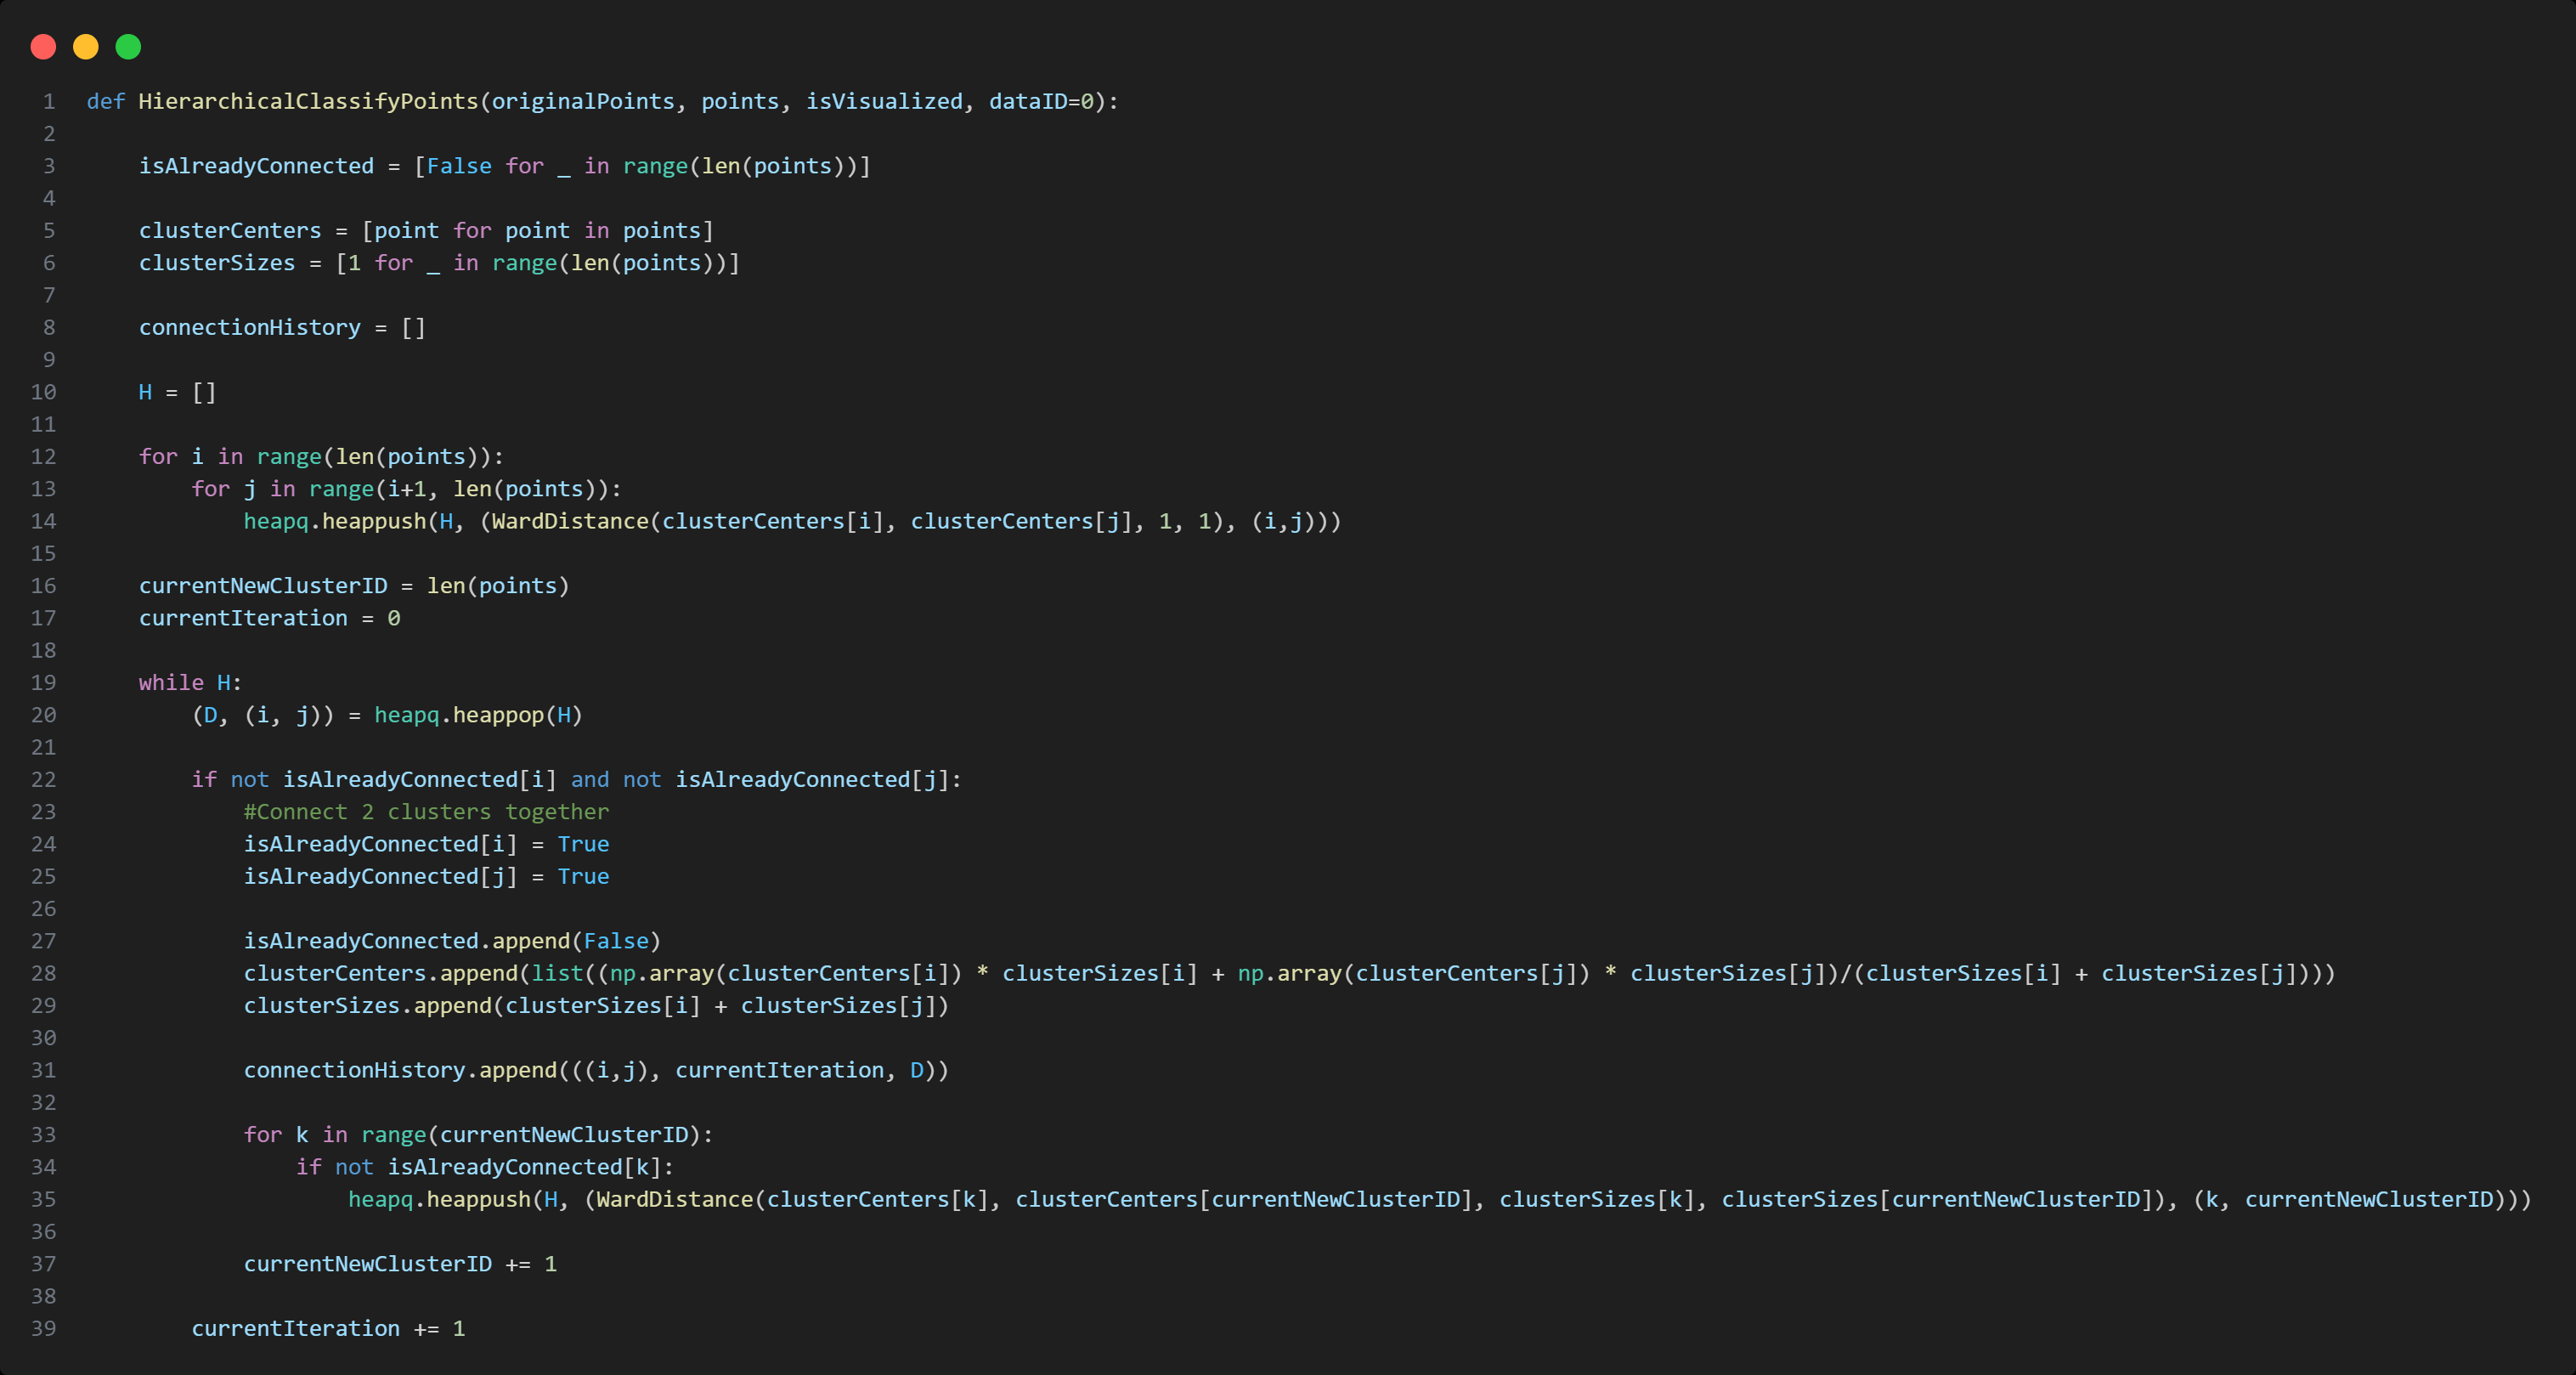 1 def HierarchicalClassifyPoints(originalPoints, points, isVisualized, dataID=0):
2
3     isAlreadyConnected = [False for _ in range(len(points))]
4
5     clusterCenters = [point for point in points]
6     clusterSizes = [1 for _ in range(len(points))]
7
8     connectionHistory = []
9
10     H = []
11
12     for i in range(len(points)):
13         for j in range(i+1, len(points)):
14             heapq.heappush(H, (WardDistance(clusterCenters[i], clusterCenters[j], 1, 1), (i,j)))
15
16     currentNewClusterID = len(points)
17     currentIteration = 0
18
19     while H:
20         (D, (i, j)) = heapq.heappop(H)
21
22         if not isAlreadyConnected[i] and not isAlreadyConnected[j]:
23             #Connect 2 clusters together
24             isAlreadyConnected[i] = True
25             isAlreadyConnected[j] = True
26
27             isAlreadyConnected.append(False)
28             clusterCenters.append(list((np.array(clusterCenters[i]) * clusterSizes[i] + np.array(clusterCenters[j]) * clusterSizes[j])/(clusterSizes[i] + clusterSizes[j])))
29             clusterSizes.append(clusterSizes[i] + clusterSizes[j])
30
31             connectionHistory.append(((i,j), currentIteration, D))
32
33             for k in range(currentNewClusterID):
34                 if not isAlreadyConnected[k]:
35                     heapq.heappush(H, (WardDistance(clusterCenters[k], clusterCenters[currentNewClusterID], clusterSizes[k], clusterSizes[currentNewClusterID]), (k, currentNewClusterID)))
36
37             currentNewClusterID += 1
38
39         currentIteration += 1